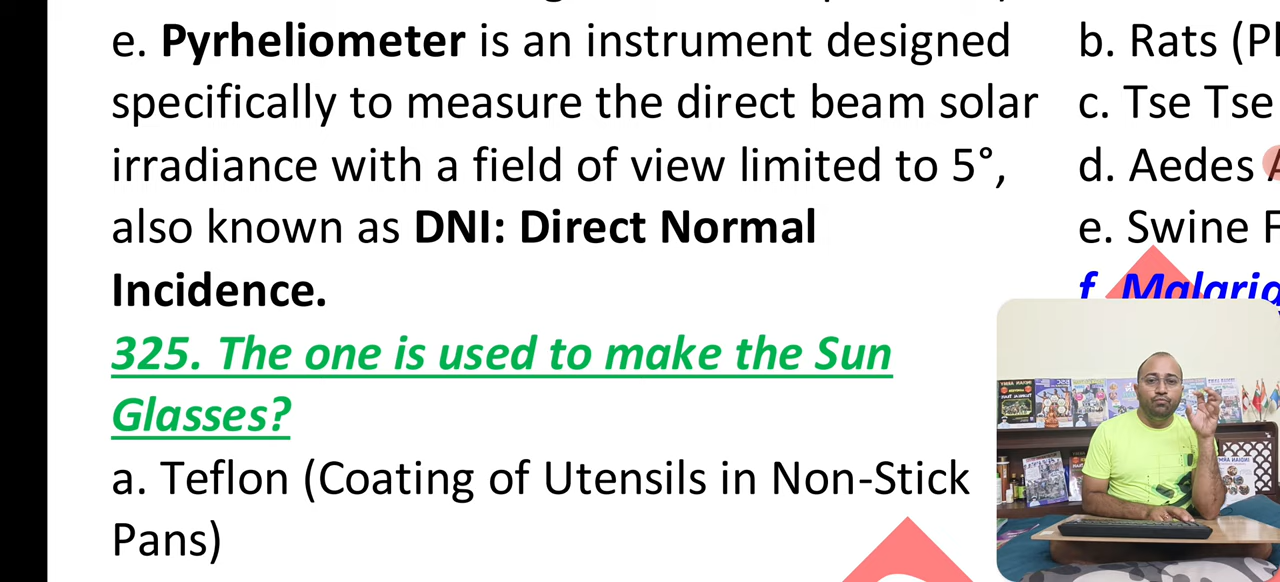 e. Pyrheliometer is an instrument designed
specifically to measure the direct beam solar
irradiance with a field of view limited to 5°,
also known as DNI: Direct Normal
Incidence.
325. The one is used to make the Sun
Glasses?
a. Teflon (Coating of Utensils in Non-Stick
Pans)
b. Rats (
c. Tse Tse
d. Aedes
e. Swine
f. Malaria